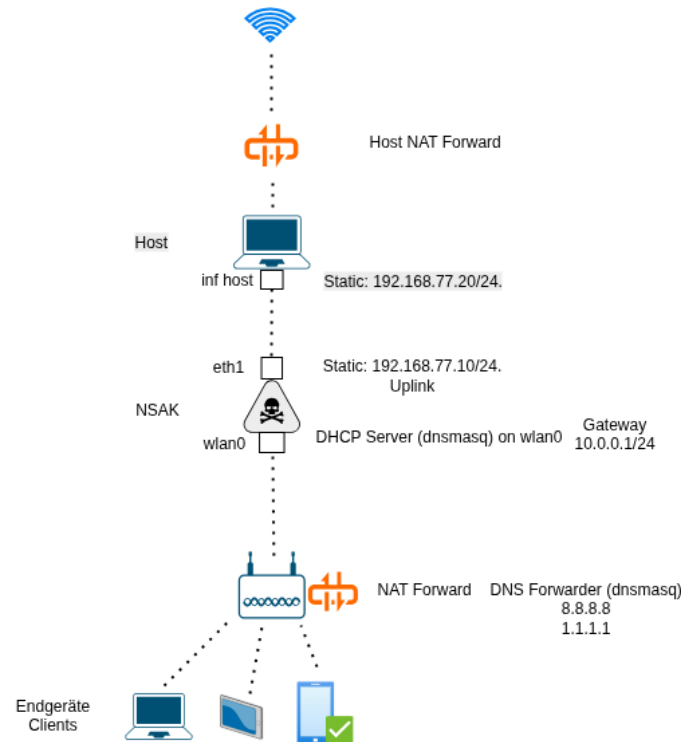 Host NAT Forward
Host
inf host
Static: 192.168.77.20/24.
eth1
Static: 192.168.77.10/24.
Uplink
NSAK
wlan0
DHCP Server (dnsmasq) on wlan0
Gateway
10.0.0.1/24
NAT Forward
DNS Forwarder (dnsmasq)
8.8.8.8
1.1.1.1
Endgeräte
Clients